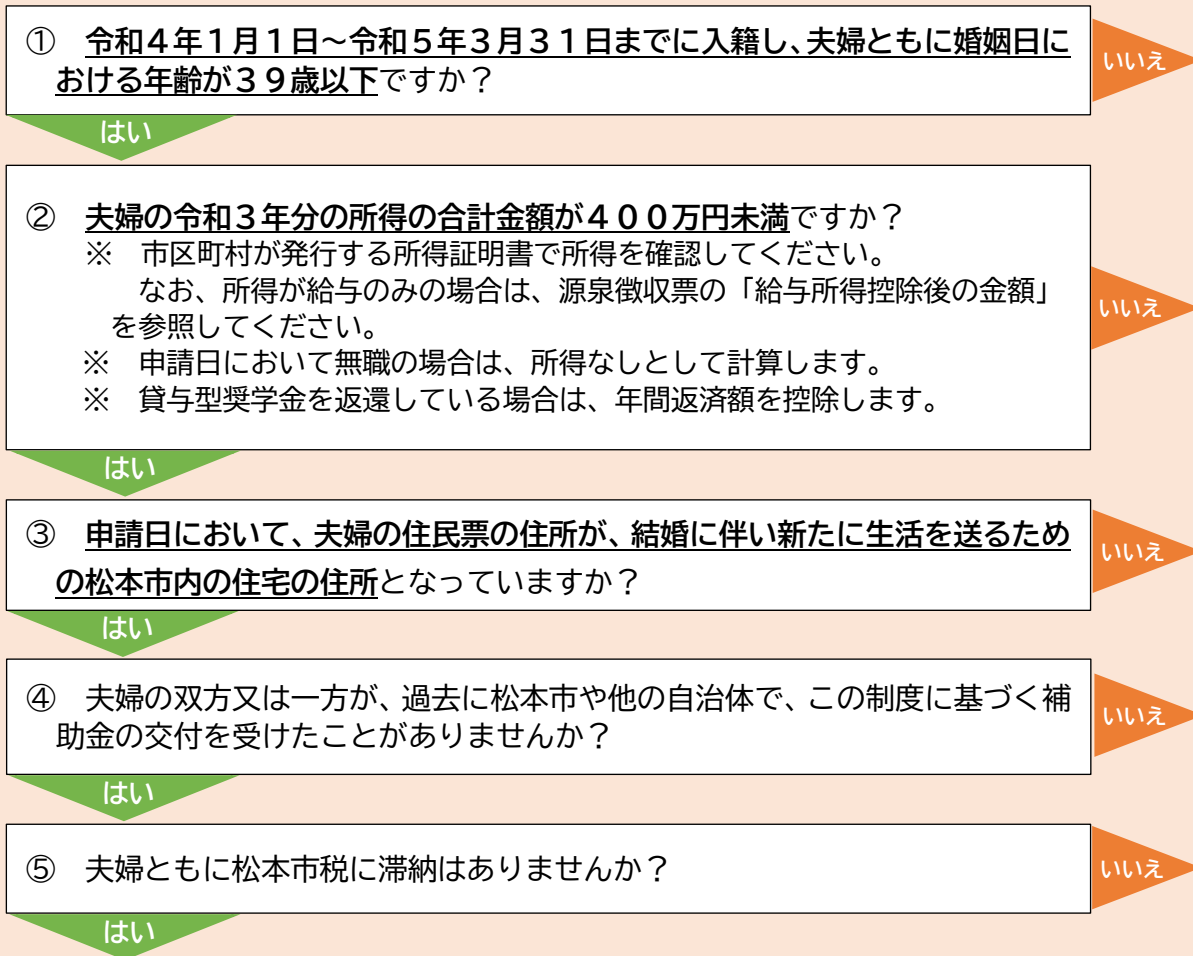 ① 令和４年１月１日～令和５年３月３１日までに入籍し、夫婦ともに婚姻日に
おける年齢が３９歳以下ですか？
いいえ
はい
② 夫婦の令和３年分の所得の合計金額が４００万円未満ですか？
※ 市区町村が発行する所得証明書で所得を確認してください。
なお、所得が給与のみの場合は、源泉徴収票の「給与所得控除後の金額」
を参照してください。
※ 申請日において無職の場合は、所得なしとして計算します。
※ 貸与型奨学金を返還している場合は、年間返済額を控除します。
いいえ
はい
③ 申請日において、夫婦の住民票の住所が、結婚に伴い新たに生活を送るため
の松本市内の住宅の住所となっていますか？
いいえ
はい
④ 夫婦の双方又は一方が、過去に松本市や他の自治体で、この制度に基づく補
助金の交付を受けたことがありませんか？
いいえ
はい
⑤ 夫婦ともに松本市税に滞納はありませんか？
いいえ
はい